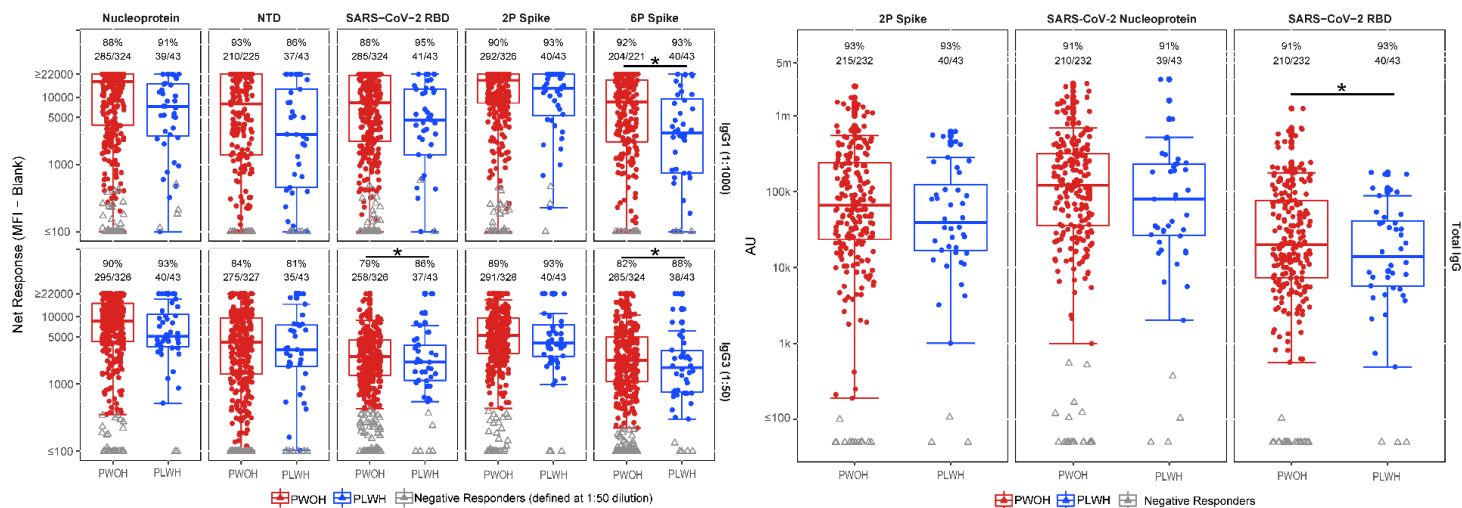 Nucleoprotein NTD SARS−CoV−2 RBD 2P Spike 6P Spike
88% 91% 93% 86% 88% 95% 90% 93% 92% 93%
285/324 39/43 210/225 37/43 285/324 41/43 292/326 40/43 204/221 40/43
*
≥22000
10000
5000
1000
≤100
IgG1 (1:1000)
Net Response (MFI − Blank)
90% 93% 84% 81% 79% 86% 89% 93% 82% 88%
295/326 40/43 275/327 35/43 258/326 37/43 291/328 40/43 265/324 38/43
* *
≥22000
10000
5000
1000
≤100
IgG3 (1:50)
PWOH PLWH PWOH PLWH PWOH PLWH PWOH PLWH PWOH PLWH
PWOH PLWH Negative Responders (defined at 1:50 dilution)
2P Spike SARS-CoV-2 Nucleoprotein SARS−CoV−2 RBD
93% 93% 91% 91% 91% 93%
215/232 40/43 210/232 39/43 210/232 40/43
*
5m
1m
100k
10k
1k
≤100
AU
Total IgG
PWOH PLWH PWOH PLWH PWOH PLWH
PWOH PLWH Negative Responders